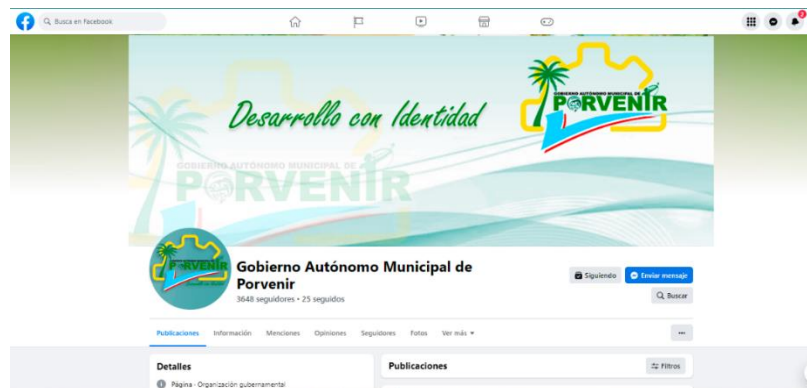 Busca en Facebook
2
GOBIERNO AUTÓNOMO MUNICIPAL DE
PORVENIR
Desarrollo con Identidad
GOBIERNO AUTÓNOMO MUNICIPAL DE
PORVENIR
PORVENIR
Gobierno Autónomo Municipal de
Porvenir
3648 seguidores • 25 seguidos
Siguiendo
Enviar mensaje
Buscar
Publicaciones Información Menciones Opiniones Seguidores Fotos Ver más
Detalles
Página · Organización gubernamental
Publicaciones
Filtros